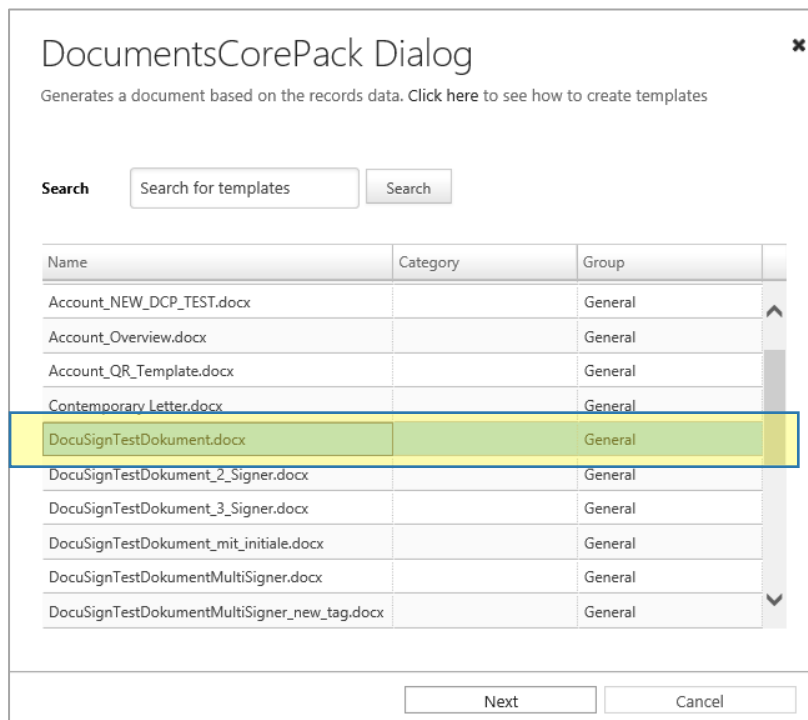 DocumentsCorePack Dialog
Generates a document based on the records data. Click here to see how to create templates
Search Search for templates Search
Name Category Group
Account_NEW_DCP_TEST.docx General
Account_Overview.docx General
Account_QR_Template.docx General
Contemporary Letter.docx General
DocuSignTestDokument.docx General
DocuSignTestDokument_2_Signer.docx General
DocuSignTestDokument_3_Signer.docx General
DocuSignTestDokument_mit_initiale.docx General
DocuSignTestDokumentMultiSigner.docx General
DocuSignTestDokumentMultiSigner_new_tag.docx General
Next Cancel